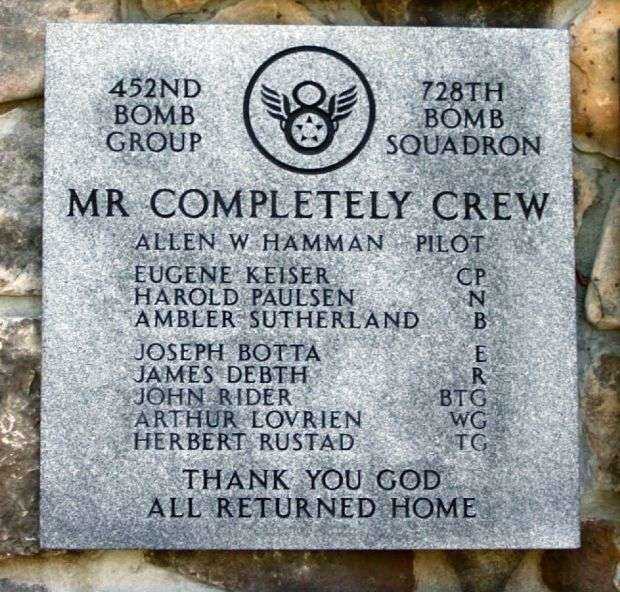 452ND
BOMB
GROUP
8
728TH
BOMB
SQUADRON
MR COMPLETELY CREW
ALLEN W HAMMAN PILOT
EUGENE KEISER CP
HAROLD PAULSEN N
AMBLER SUTHERLAND B
JOSEPH BOTTA E
JAMES DEBTH R
JOHN RIDER BTG
ARTHUR LOVRIEN WG
HERBERT RUSTAD TG
THANK YOU GOD
ALL RETURNED HOME